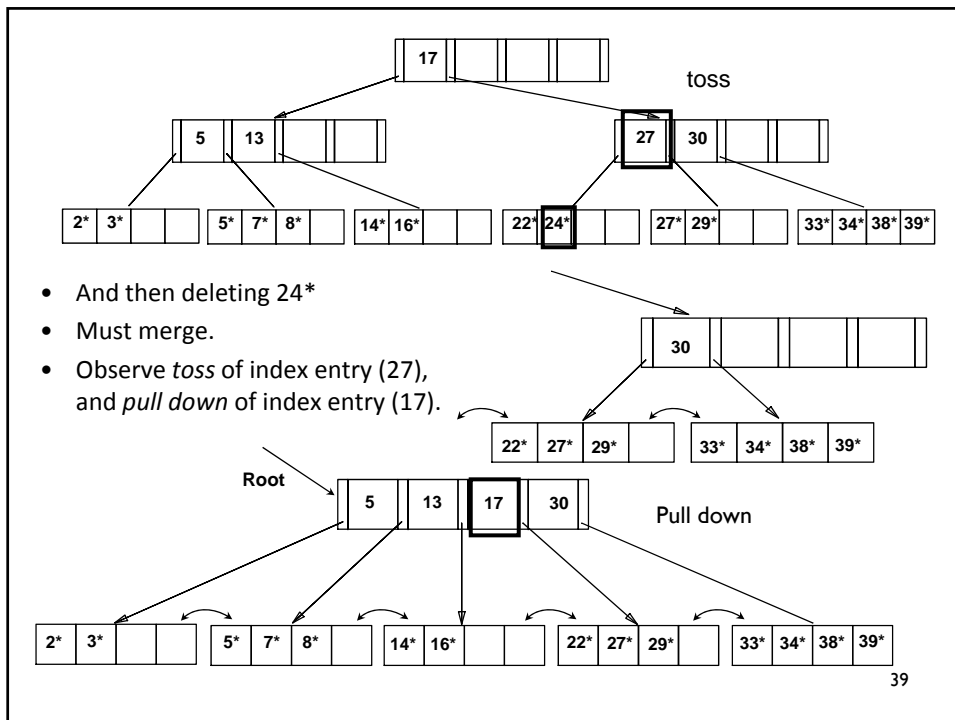 17
toss
5 13
27 30
2* 3*
5* 7* 8*
14* 16*
22* 24*
27* 29*
33* 34* 38* 39*
• And then deleting 24*
• Must merge.
• Observe toss of index entry (27),
and pull down of index entry (17).
30
22* 27* 29*
33* 34* 38* 39*
Root
5 13 17 30
Pull down
2* 3*
5* 7* 8*
14* 16*
22* 27* 29*
33* 34* 38* 39*
39